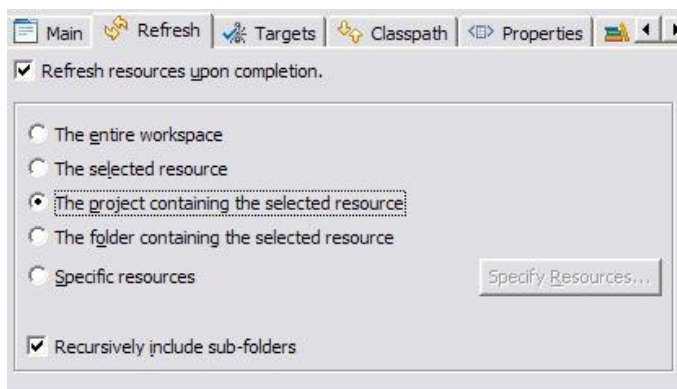 Main Refresh Targets Classpath Properties
Refresh resources upon completion.
The entire workspace
The selected resource
The project containing the selected resource
The folder containing the selected resource
Specific resources Specify Resources...
Recursively include sub-folders